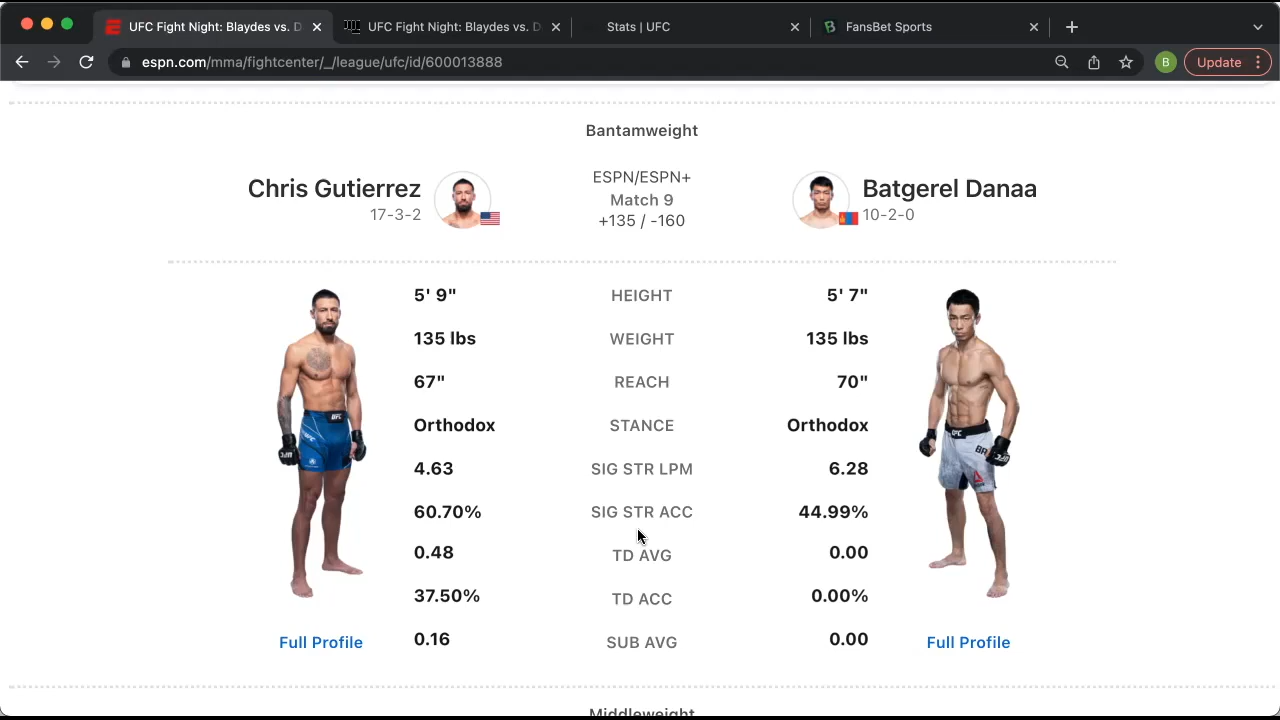 UFC Fight Night: Blaydes vs. D
UFC Fight Night: Blaydes vs. D
Stats | UFC
FansBet Sports
espn.com/mma/fightcenter/_/league/ufc/id/600013888
B
Update
Bantamweight
Chris Gutierrez
17-3-2
ESPN/ESPN+
Match 9
+135 / -160
Batgerel Danaa
10-2-0
5' 9" HEIGHT 5' 7"
135 lbs WEIGHT 135 lbs
67" REACH 70"
Orthodox STANCE Orthodox
4.63 SIG STR LPM 6.28
60.70% SIG STR ACC 44.99%
0.48 TD AVG 0.00
37.50% TD ACC 0.00%
Full Profile 0.16 SUB AVG 0.00 Full Profile
Middleweight